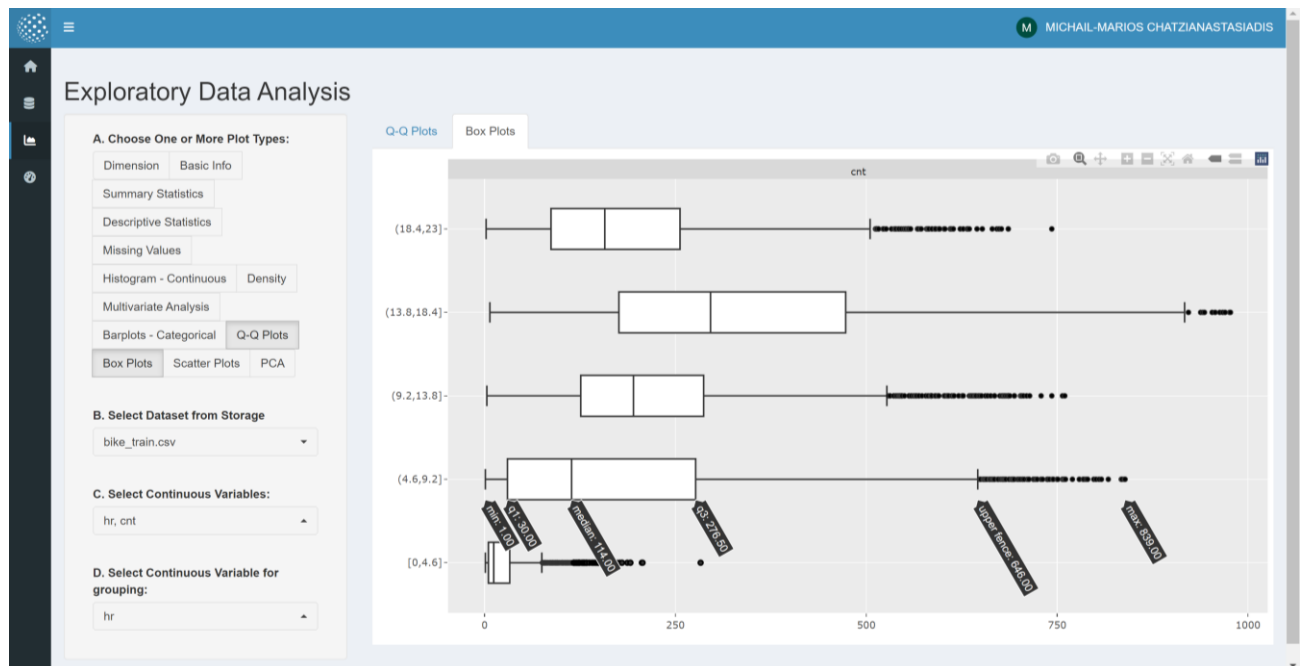 M MICHAIL-MARIOS CHATZIANASTASIADIS
Exploratory Data Analysis
A. Choose One or More Plot Types:
Dimension Basic Info
Summary Statistics
Descriptive Statistics
Missing Values
Histogram - Continuous Density
Multivariate Analysis
Barplots - Categorical Q-Q Plots
Box Plots Scatter Plots PCA
B. Select Dataset from Storage
bike_train.csv
C. Select Continuous Variables:
hr, cnt
D. Select Continuous Variable for
grouping:
hr
Q-Q Plots Box Plots
cnt
(18.4,23]
(13.8,18.4]
(9.2,13.8]
(4.6,9.2]
min: 1.00
q1: 30.00
median: 114.00
q3: 276.50
upper fence: 646.00
max: 839.00
[0,4.6]
0 250 500 750 1000